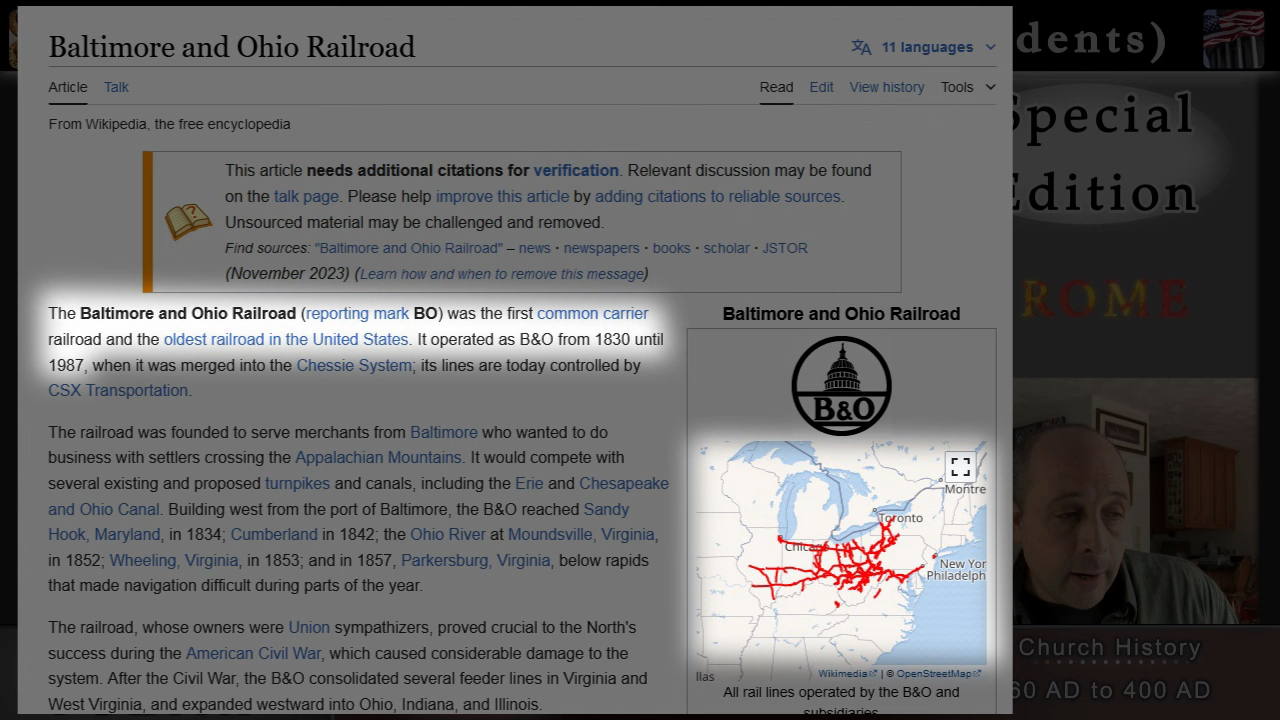 Baltimore and Ohio Railroad
11 languages
Article Talk
Read Edit View history Tools
From Wikipedia, the free encyclopedia
This article needs additional citations for verification. Relevant discussion may be found
on the talk page. Please help improve this article by adding citations to reliable sources.
Unsourced material may be challenged and removed.
Find sources: "Baltimore and Ohio Railroad" – news · newspapers · books · scholar · JSTOR
(November 2023) (Learn how and when to remove this message)
The Baltimore and Ohio Railroad (reporting mark BO) was the first common carrier
railroad and the oldest railroad in the United States. It operated as B&O from 1830 until
1987, when it was merged into the Chessie System; its lines are today controlled by
CSX Transportation.
The railroad was founded to serve merchants from Baltimore who wanted to do
business with settlers crossing the Appalachian Mountains. It would compete with
several existing and proposed turnpikes and canals, including the Erie and Chesapeake
and Ohio Canal. Building west from the port of Baltimore, the B&O reached Sandy
Hook, Maryland, in 1834; Cumberland in 1842; the Ohio River at Moundsville, Virginia,
in 1852; Wheeling, Virginia, in 1853; and in 1857, Parkersburg, Virginia, below rapids
that made navigation difficult during parts of the year.
The railroad, whose owners were Union sympathizers, proved crucial to the North's
success during the American Civil War, which caused considerable damage to the
system. After the Civil War, the B&O consolidated several feeder lines in Virginia and
West Virginia, and expanded westward into Ohio, Indiana, and Illinois.
Baltimore and Ohio Railroad
B&O
Montre
Toronto
Chicago
New Yor
Philadelph
llas
Wikimedia | © OpenStreetMap
All rail lines operated by the B&O and
subsidiaries
dents)
Special
Edition
ROME
Church History
60 AD to 400 AD